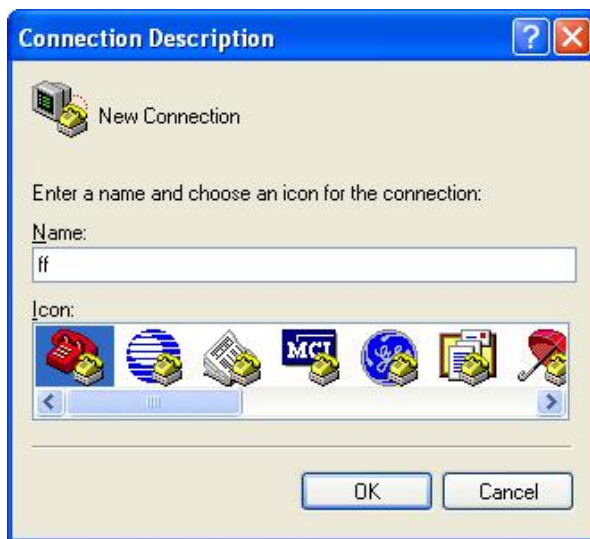 Connection Description
New Connection
Enter a name and choose an icon for the connection:
Name:
ff
Icon:
MCI
OK
Cancel